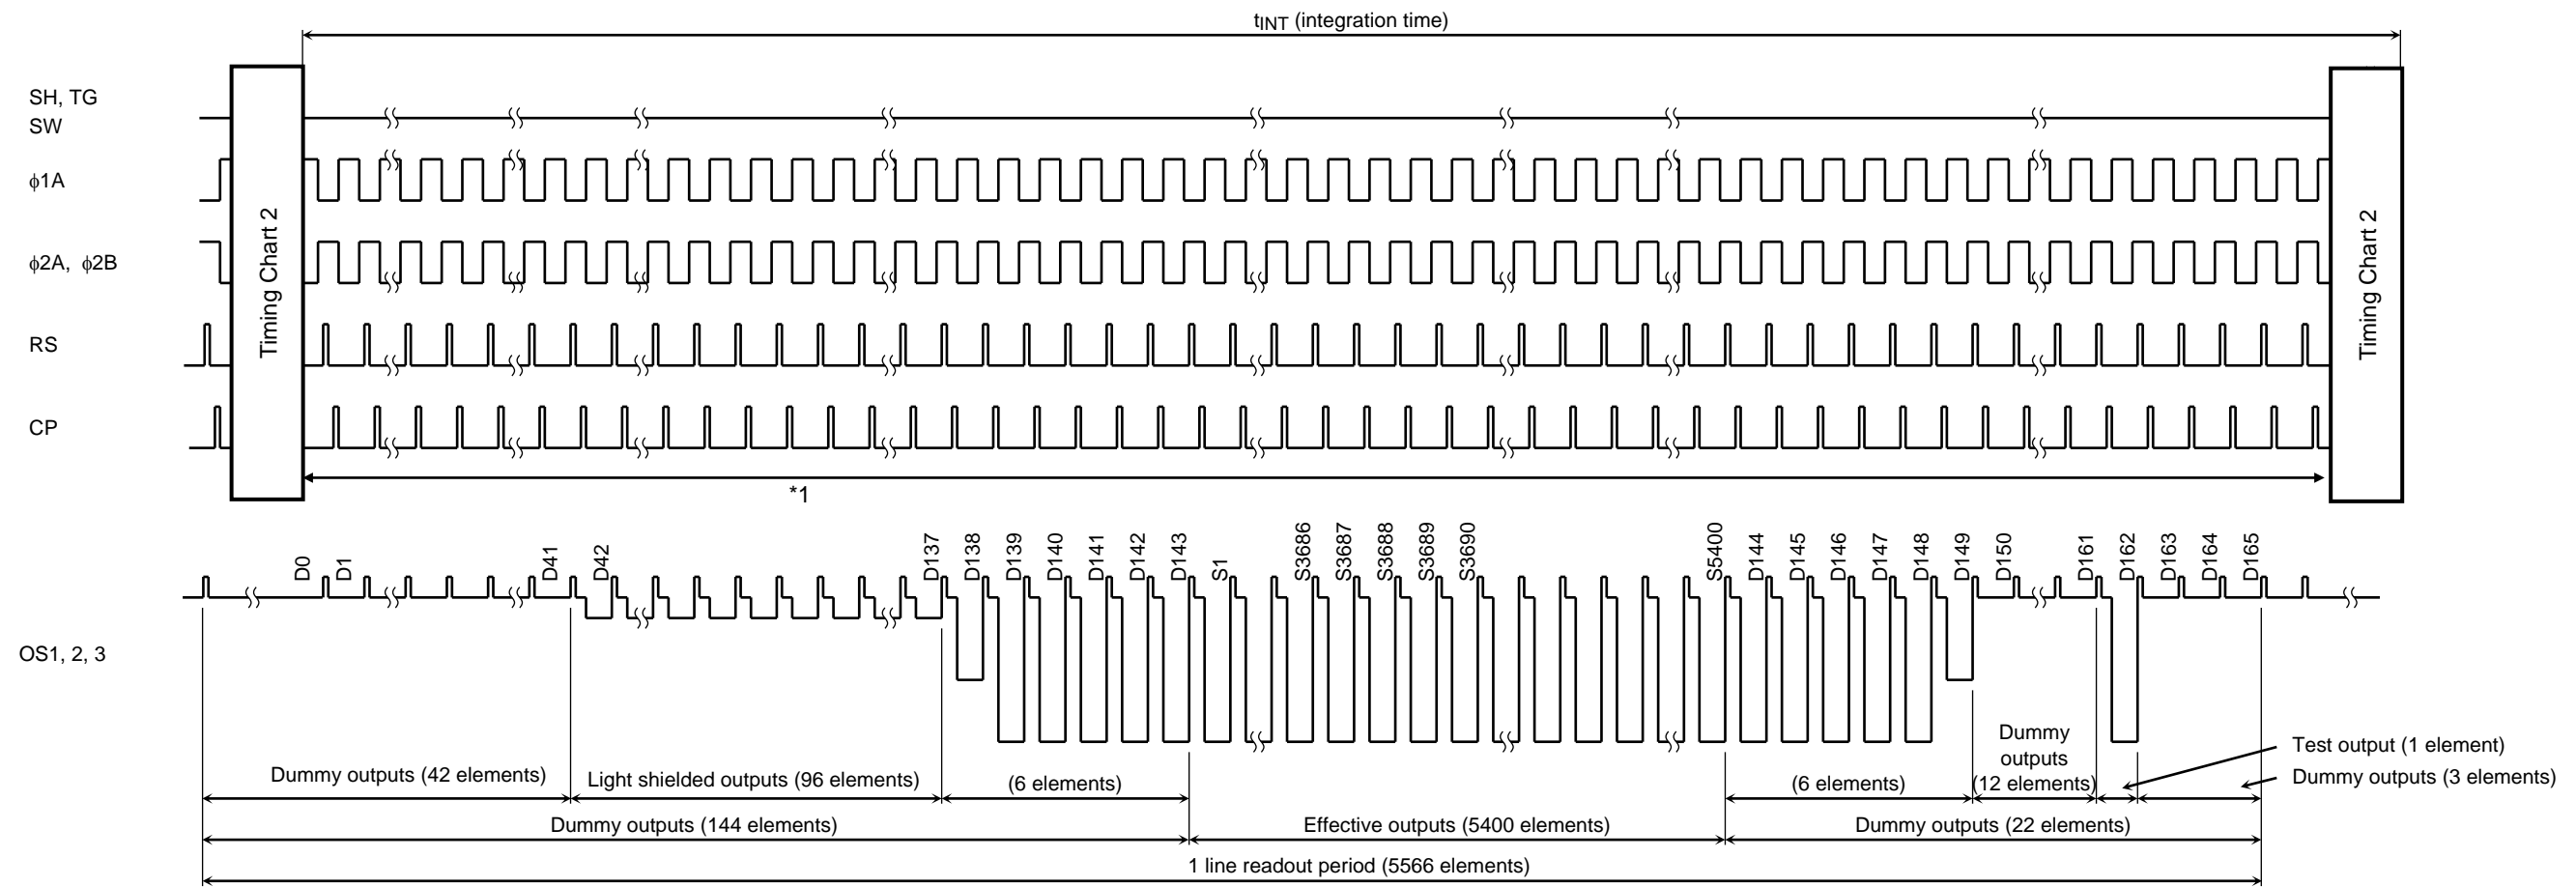 tINT (integration time)
SH, TG
SW
ϕ1A
ϕ2A, ϕ2B
RS
CP
Timing Chart 2
Timing Chart 2
*1
D0
D1
D41
D42
D137
D138
D139
D140
D141
D142
D143
S1
S3686
S3687
S3688
S3689
S3690
S5400
D144
D145
D146
D147
D148
D149
D150
D161
D162
D163
D164
D165
OS1, 2, 3
Dummy outputs (42 elements)
Light shielded outputs (96 elements)
(6 elements)
(6 elements)
Dummy
outputs
(12 elements)
Test output (1 element)
Dummy outputs (3 elements)
Dummy outputs (144 elements)
Effective outputs (5400 elements)
Dummy outputs (22 elements)
1 line readout period (5566 elements)